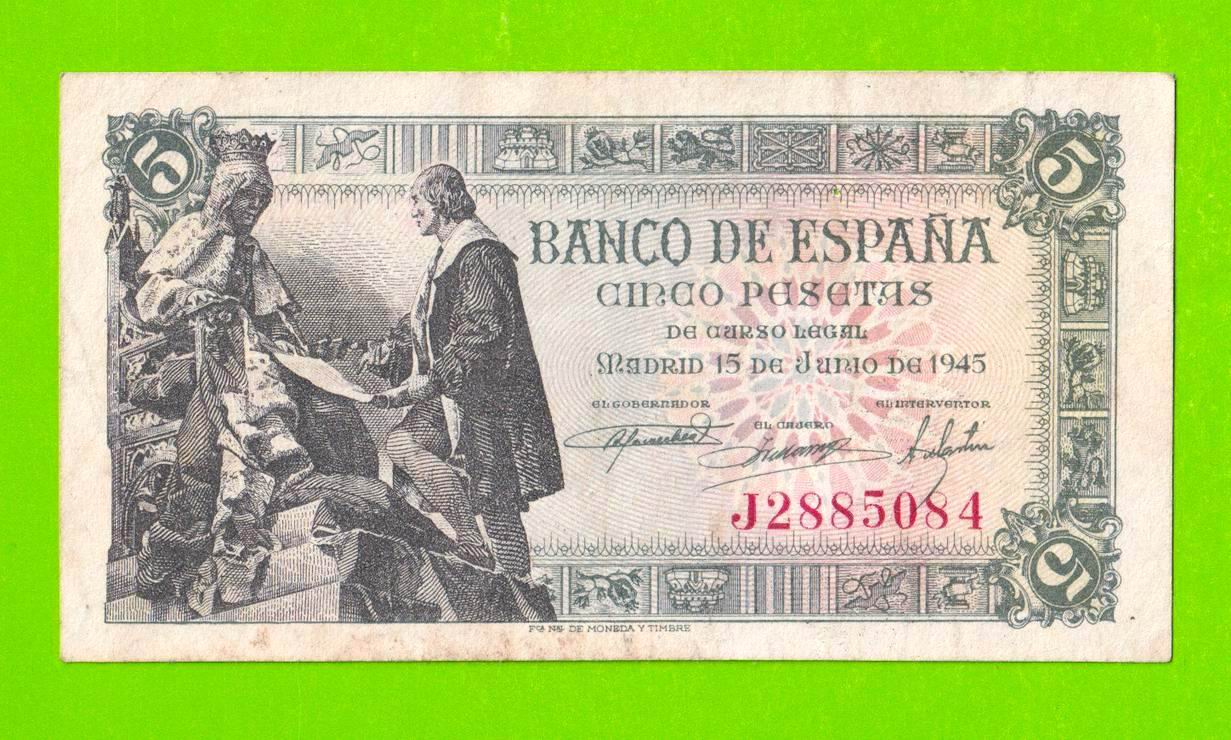 5
5
BANCO DE ESPAÑA
CINCO PESETAS
DE CURSO LEGAL
MADRID 15 DE JUNIO DE 1945
EL GOBERNADOR
EL INTERVENTOR
EL CAJERO
J2885084
5
FCA NAL DE MONEDA Y TIMBRE